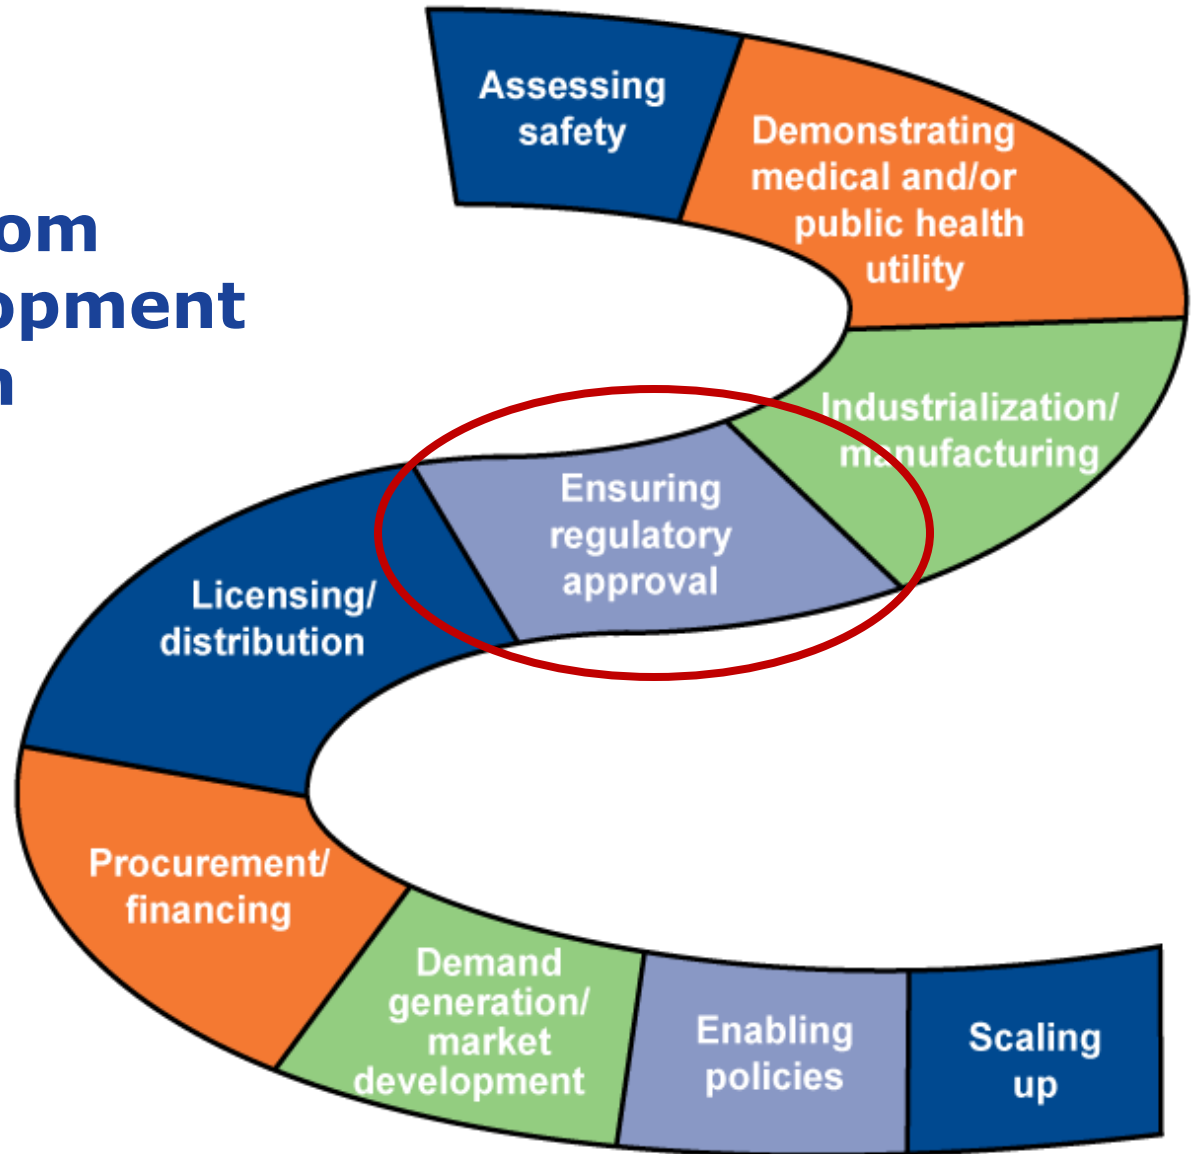 Assessing
safety
Demonstrating
medical and/or
public health
utility
om
opment
n
Industrialization/
manufacturing
Ensuring
regulatory
approval
Licensing/
distribution
Procurement/
financing
Demand
generation/
market
development
Enabling
policies
Scaling
up